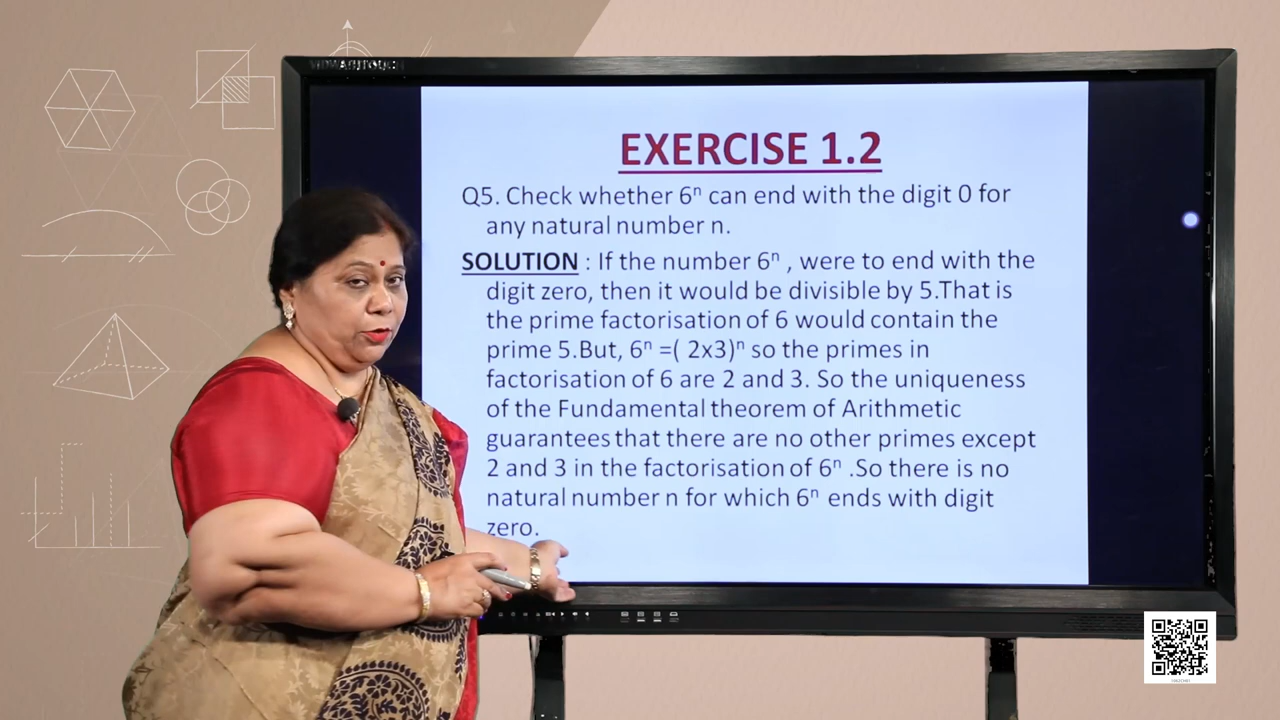 EXERCISE 1.2
Q5. Check whether 6ⁿ can end with the digit 0 for
any natural number n.
SOLUTION : If the number 6ⁿ , were to end with the
digit zero, then it would be divisible by 5.That is
the prime factorisation of 6 would contain the
prime 5.But, 6ⁿ =( 2x3)ⁿ so the primes in
factorisation of 6 are 2 and 3. So the uniqueness
of the Fundamental theorem of Arithmetic
guarantees that there are no other primes except
2 and 3 in the factorisation of 6ⁿ .So there is no
natural number n for which 6ⁿ ends with digit
zero.